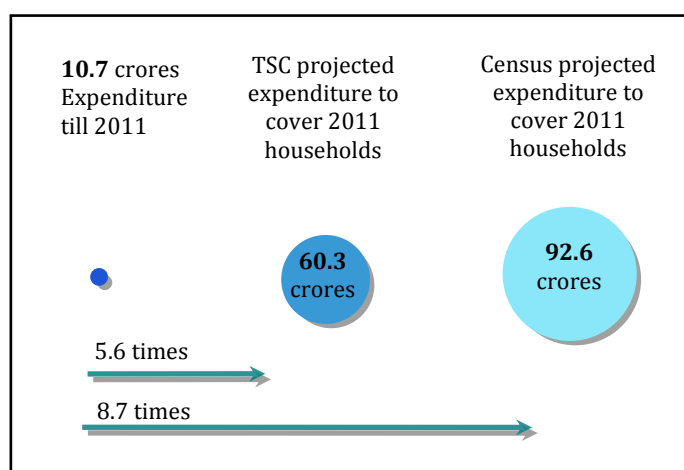 10.7 crores
Expenditure
till 2011
TSC projected
expenditure to
cover 2011
households
Census projected
expenditure to
cover 2011
households
60.3
crores
92.6
crores
5.6 times
8.7 times